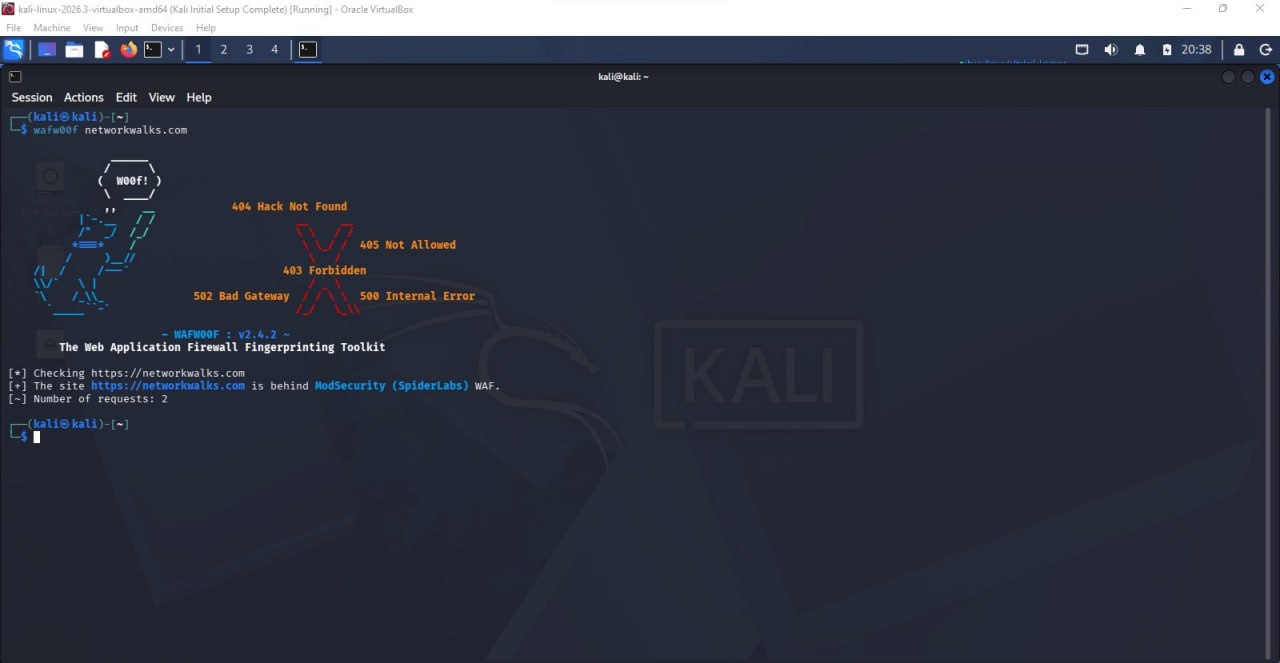 kali-linux-2026.3-virtualbox-amd64 (Kali Initial Setup Complete) [Running] - Oracle VirtualBox
File Machine View Input Devices Help
1 2 3 4 20:38
kali@kali: ~
Session Actions Edit View Help
(kali㉿kali)-[~]
$ wafw00f networkwalks.com
W00f!
404 Hack Not Found
405 Not Allowed
403 Forbidden
502 Bad Gateway 500 Internal Error
~ WAFW00F : v2.4.2 ~
The Web Application Firewall Fingerprinting Toolkit
[*] Checking https://networkwalks.com
[+] The site https://networkwalks.com is behind ModSecurity (SpiderLabs) WAF.
[~] Number of requests: 2
(kali㉿kali)-[~]
$
KALI